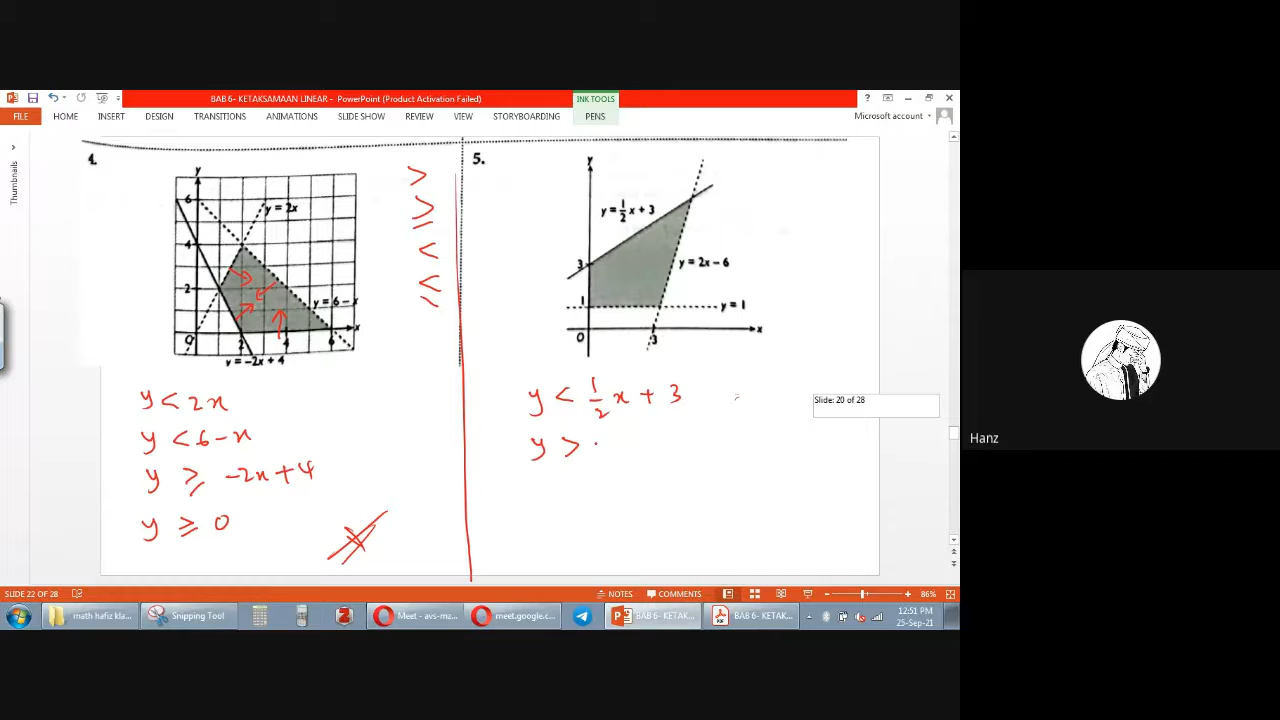 BAB 6- KETAKSAMAAN LINEAR - PowerPoint (Product Activation Failed)
INK TOOLS
?
FILE HOME INSERT DESIGN TRANSITIONS ANIMATIONS SLIDE SHOW REVIEW VIEW STORYBOARDING PENS
Microsoft account
Thumbnails
4.
y
6
4
2
0
2
4
6
x
y = 2x
y = 6 - x
y = -2x + 4
>
≥
<
≤
y < 2x
y < 6 - x
y ≥ -2x + 4
y ≥ 0
5.
y
y = 1/2 x + 3
3
y = 2x - 6
1
y = 1
0
3
x
y < 1/2 x + 3
y >
Slide: 20 of 28
Hanz
SLIDE 22 OF 28
NOTES COMMENTS 86%
math hafiz kla...
Snipping Tool
Meet - avs-mz...
meet.google.c...
BAB 6- KETAK...
BAB 6- KETAK...
12:51 PM
25-Sep-21